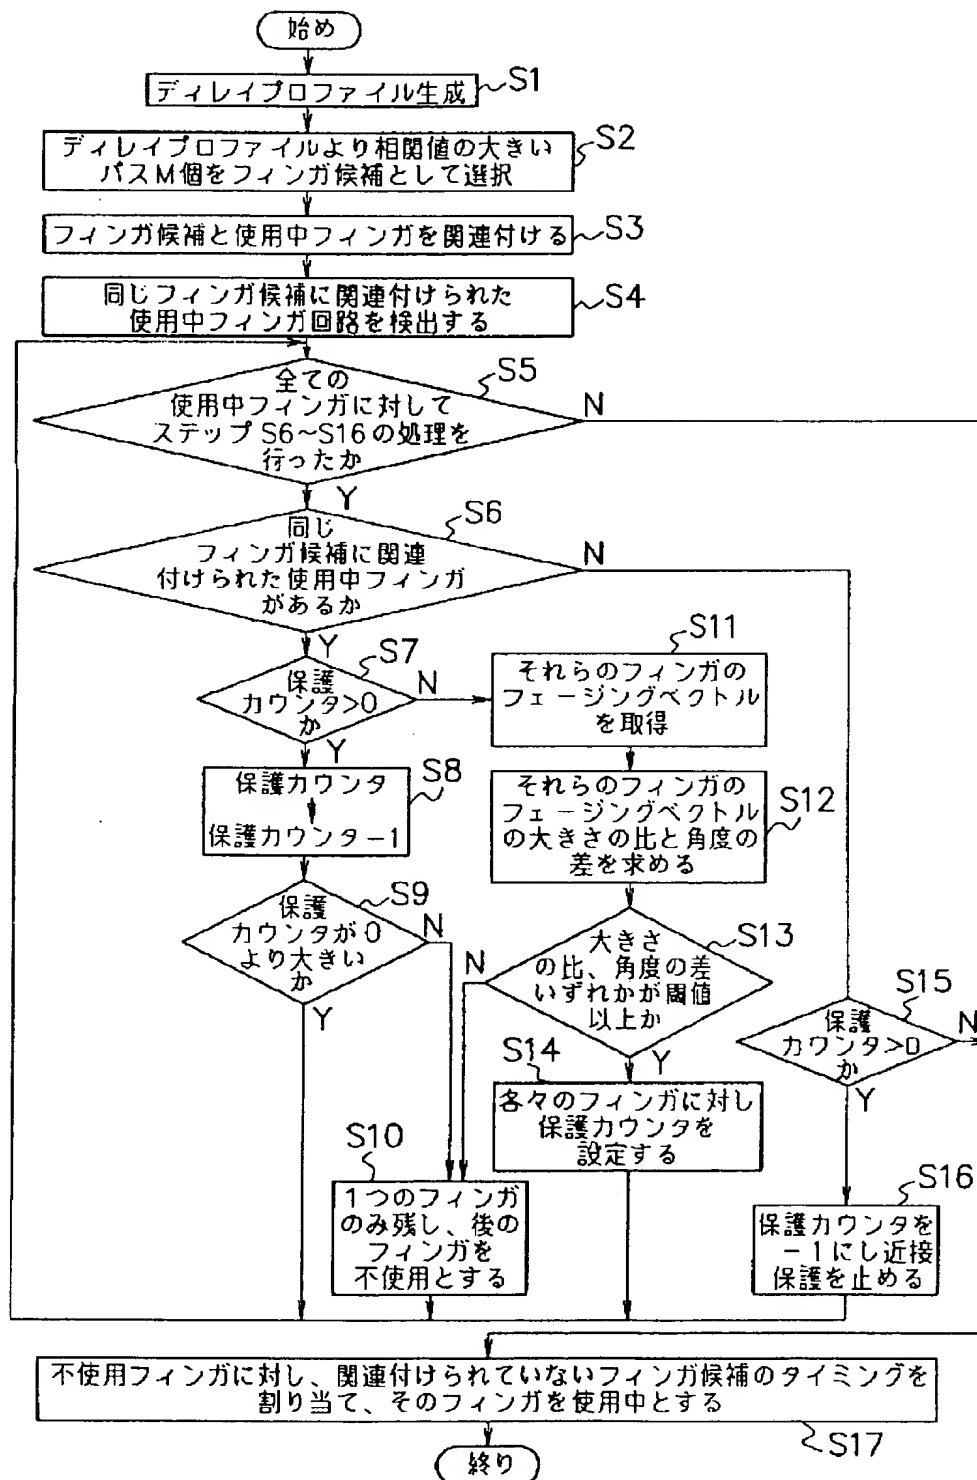 始め
ディレイプロファイル生成
S1
ディレイプロファイルより相関値の大きい
パスM個をフィンガ候補として選択
S2
フィンガ候補と使用中フィンガを関連付ける
S3
同じフィンガ候補に関連付けられた
使用中フィンガ回路を検出する
S4
全ての
使用中フィンガに対して
ステップS6~S16の処理を
行ったか
S5
N
Y
同じ
フィンガ候補に関連
付けられた使用中フィンガ
があるか
S6
N
Y
保護
カウンタ>0
か
S7
N
Y
それらのフィンガの
フェージングベクトル
を取得
S11
保護カウンタ
保護カウンター1
S8
それらのフィンガの
フェージングベクトル
の大きさの比と角度の
差を求める
S12
保護
カウンタが0
より大きい
か
S9
N
Y
大きさ
の比、角度の差
いずれかが閾値
以上か
S13
N
Y
保護
カウンタ>0
か
S15
N
Y
各々のフィンガに対し
保護カウンタを
設定する
S14
1つのフィンガ
のみ残し、後の
フィンガを
不使用とする
S10
保護カウンタを
-1にし近接
保護を止める
S16
不使用フィンガに対し、関連付けられていないフィンガ候補のタイミングを
割り当て、そのフィンガを使用中とする
S17
終り